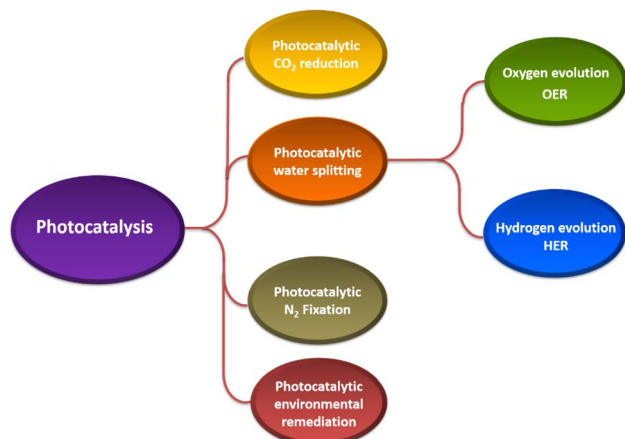 Photocatalysis
Photocatalytic
CO₂ reduction
Photocatalytic
water splitting
Photocatalytic
N₂ Fixation
Photocatalytic
environmental
remediation
Oxygen evolution
OER
Hydrogen evolution
HER